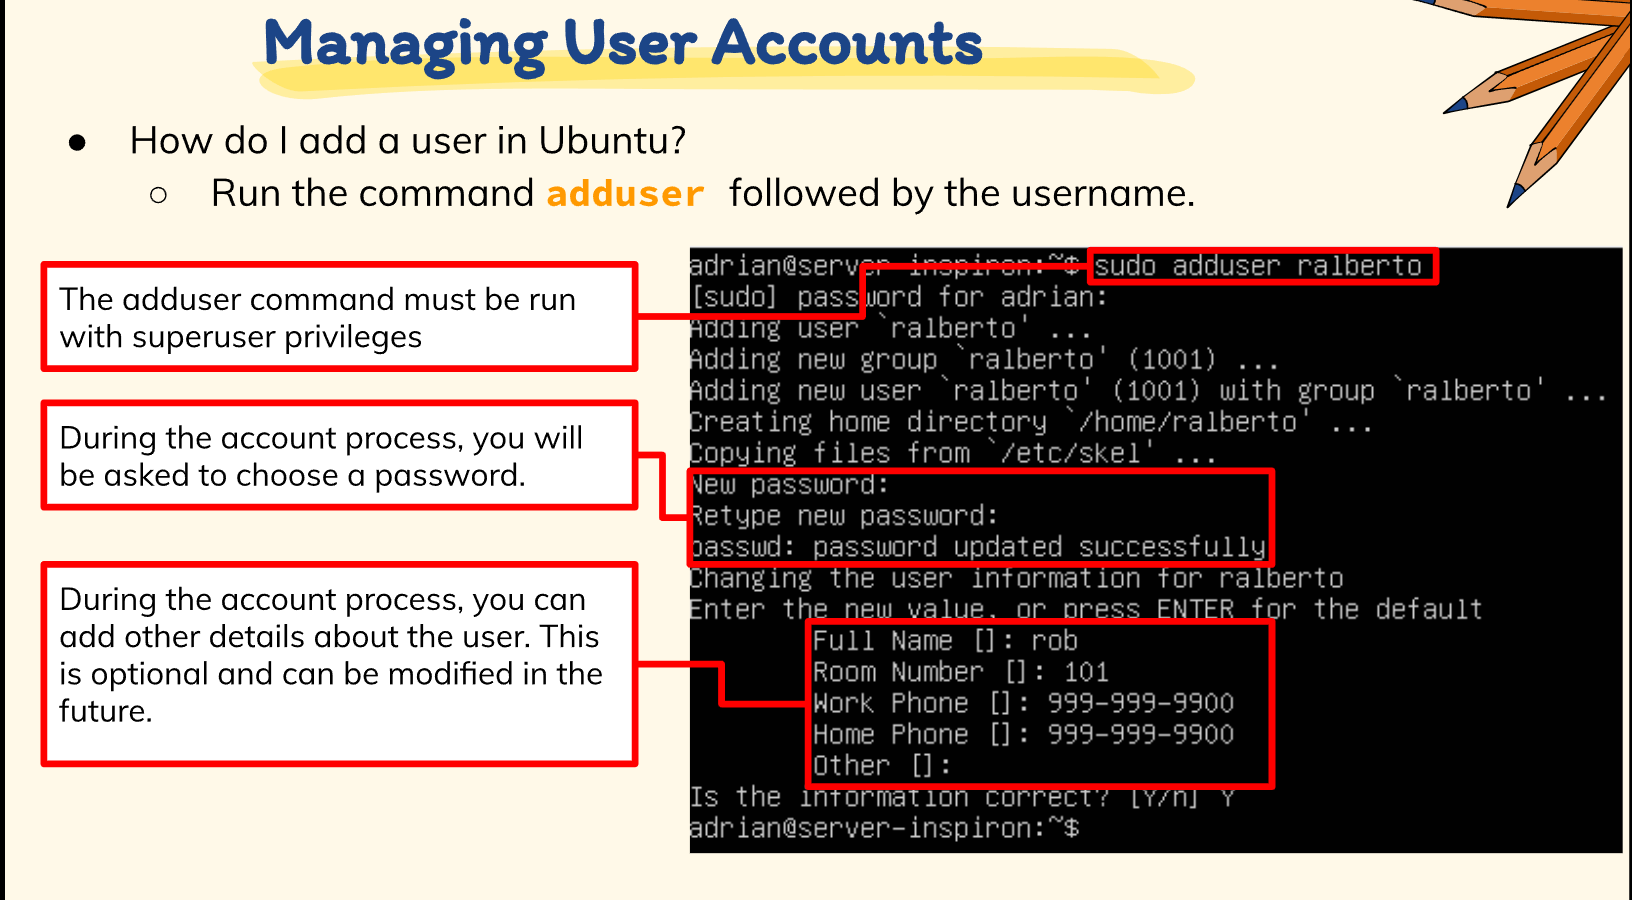 Managing User Accounts
● How do I add a user in Ubuntu?
○ Run the command adduser followed by the username.
The adduser command must be run
with superuser privileges
During the account process, you will
be asked to choose a password.
During the account process, you can
add other details about the user. This
is optional and can be modified in the
future.
adrian@server-inspiron:~$ sudo adduser ralberto
[sudo] password for adrian:
Adding user `ralberto' ...
Adding new group `ralberto' (1001) ...
Adding new user `ralberto' (1001) with group `ralberto' ...
Creating home directory `/home/ralberto' ...
Copying files from `/etc/skel' ...
New password:
Retype new password:
passwd: password updated successfully
Changing the user information for ralberto
Enter the new value, or press ENTER for the default
Full Name []: rob
Room Number []: 101
Work Phone []: 999-999-9900
Home Phone []: 999-999-9900
Other []:
Is the information correct? [Y/n] Y
adrian@server-inspiron:~$